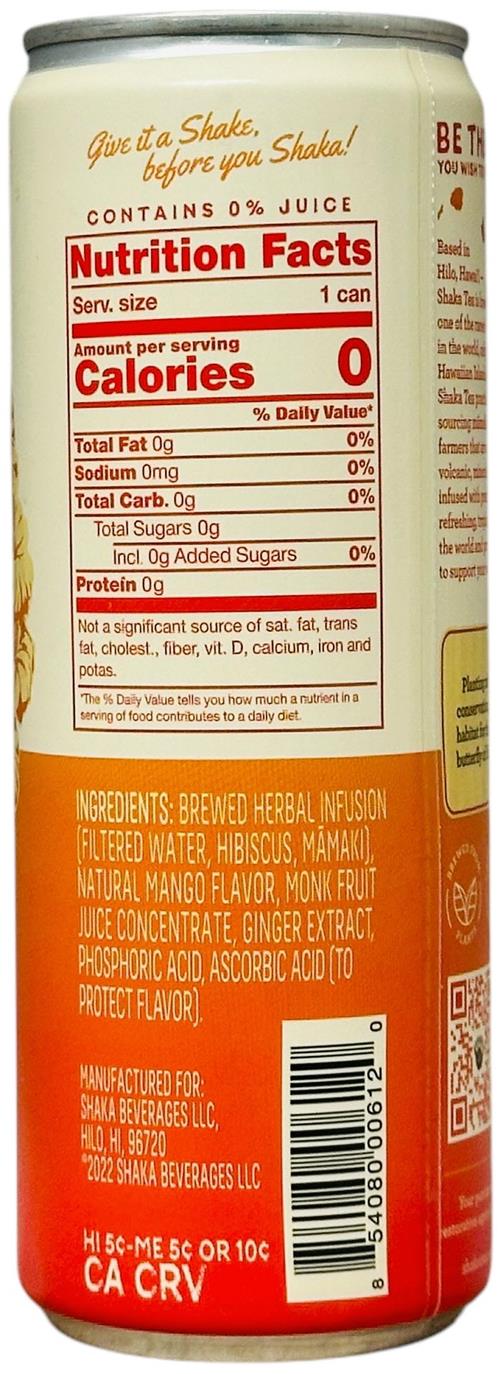 Give it a Shake,
before you Shaka!
CONTAINS 0% JUICE
Nutrition Facts
Serv. size 1 can
Amount per serving
Calories 0
% Daily Value*
Total Fat 0g 0%
Sodium 0mg 0%
Total Carb. 0g 0%
Total Sugars 0g
Incl. 0g Added Sugars 0%
Protein 0g
Not a significant source of sat. fat, trans
fat, cholest., fiber, vit. D, calcium, iron and
potas.
*The % Daily Value tells you how much a nutrient in a
serving of food contributes to a daily diet.
INGREDIENTS: BREWED HERBAL INFUSION
(FILTERED WATER, HIBISCUS, MĀMAKI),
NATURAL MANGO FLAVOR, MONK FRUIT
JUICE CONCENTRATE, GINGER EXTRACT,
PHOSPHORIC ACID, ASCORBIC ACID (TO
PROTECT FLAVOR).
MANUFACTURED FOR:
SHAKA BEVERAGES LLC,
HILO, HI, 96720
©2022 SHAKA BEVERAGES LLC
HI 5¢-ME 5¢ OR 10¢
CA CRV
8 54080 00612 0
BE
YOU WISH
Based in
Hilo,
Shaka Tea is
one of the
in the world,
Hawaiian
Shaka Tea
sourcing
farmers that
volcanic,
infused with
refreshing,
the world and
to support